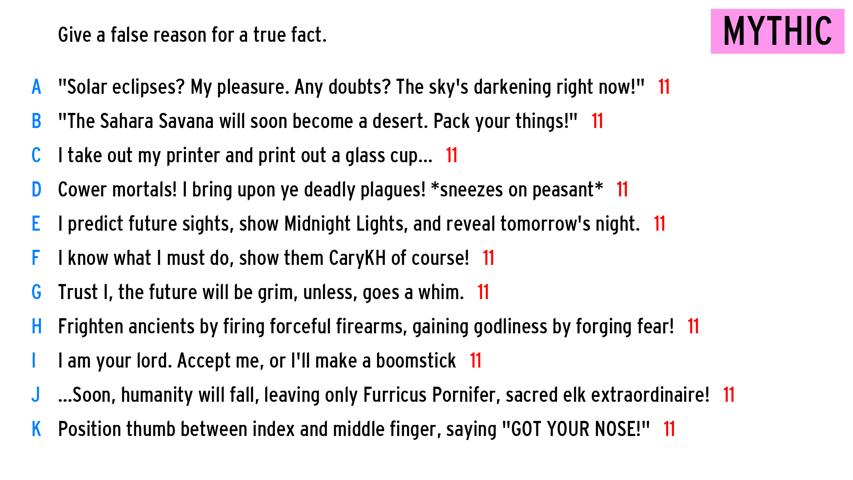 Give a false reason for a true fact.
MYTHIC
A "Solar eclipses? My pleasure. Any doubts? The sky's darkening right now!" 11
B "The Sahara Savana will soon become a desert. Pack your things!" 11
C I take out my printer and print out a glass cup... 11
D Cower mortals! I bring upon ye deadly plagues! *sneezes on peasant* 11
E I predict future sights, show Midnight Lights, and reveal tomorrow's night. 11
F I know what I must do, show them CaryKH of course! 11
G Trust I, the future will be grim, unless, goes a whim. 11
H Frighten ancients by firing forceful firearms, gaining godliness by forging fear! 11
I I am your lord. Accept me, or I'll make a boomstick 11
J ...Soon, humanity will fall, leaving only Furricus Pornifer, sacred elk extraordinaire! 11
K Position thumb between index and middle finger, saying "GOT YOUR NOSE!" 11